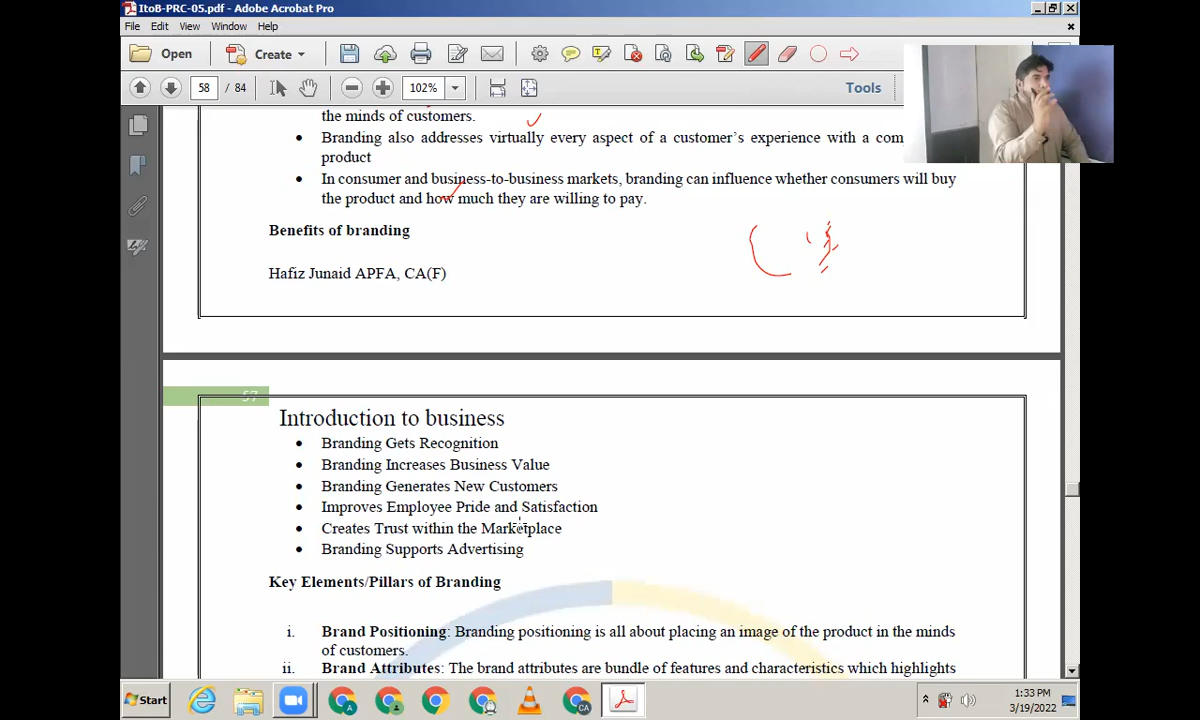 ItoB-PRC-05.pdf - Adobe Acrobat Pro
File Edit View Window Help
Open Create
58 / 84 102% Tools
the minds of customers.
• Branding also addresses virtually every aspect of a customer's experience with a com
product
• In consumer and business-to-business markets, branding can influence whether consumers will buy
the product and how much they are willing to pay.
Benefits of branding
Hafiz Junaid APFA, CA(F)
57
Introduction to business
• Branding Gets Recognition
• Branding Increases Business Value
• Branding Generates New Customers
• Improves Employee Pride and Satisfaction
• Creates Trust within the Marketplace
• Branding Supports Advertising
Key Elements/Pillars of Branding
i. Brand Positioning: Branding positioning is all about placing an image of the product in the minds
of customers.
ii. Brand Attributes: The brand attributes are bundle of features and characteristics which highlights
Start
1:33 PM
3/19/2022